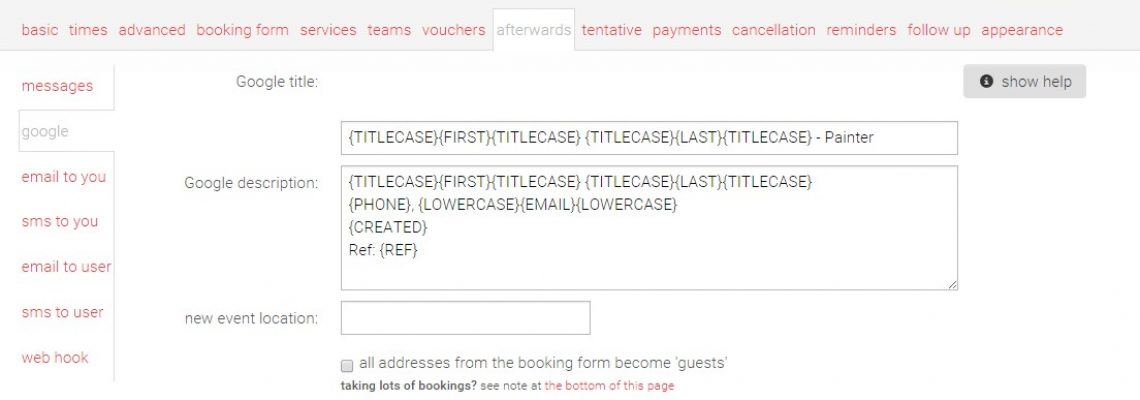 basic times advanced booking form services teams vouchers afterwards tentative payments cancellation reminders follow up appearance
messages
google
email to you
sms to you
email to user
sms to user
web hook
Google title:
show help
{TITLECASE}{FIRST}{TITLECASE} {TITLECASE}{LAST}{TITLECASE} - Painter
Google description:
{TITLECASE}{FIRST}{TITLECASE} {TITLECASE}{LAST}{TITLECASE}
{PHONE}, {LOWERCASE}{EMAIL}{LOWERCASE}
{CREATED}
Ref: {REF}
new event location:
all addresses from the booking form become 'guests'
taking lots of bookings? see note at the bottom of this page